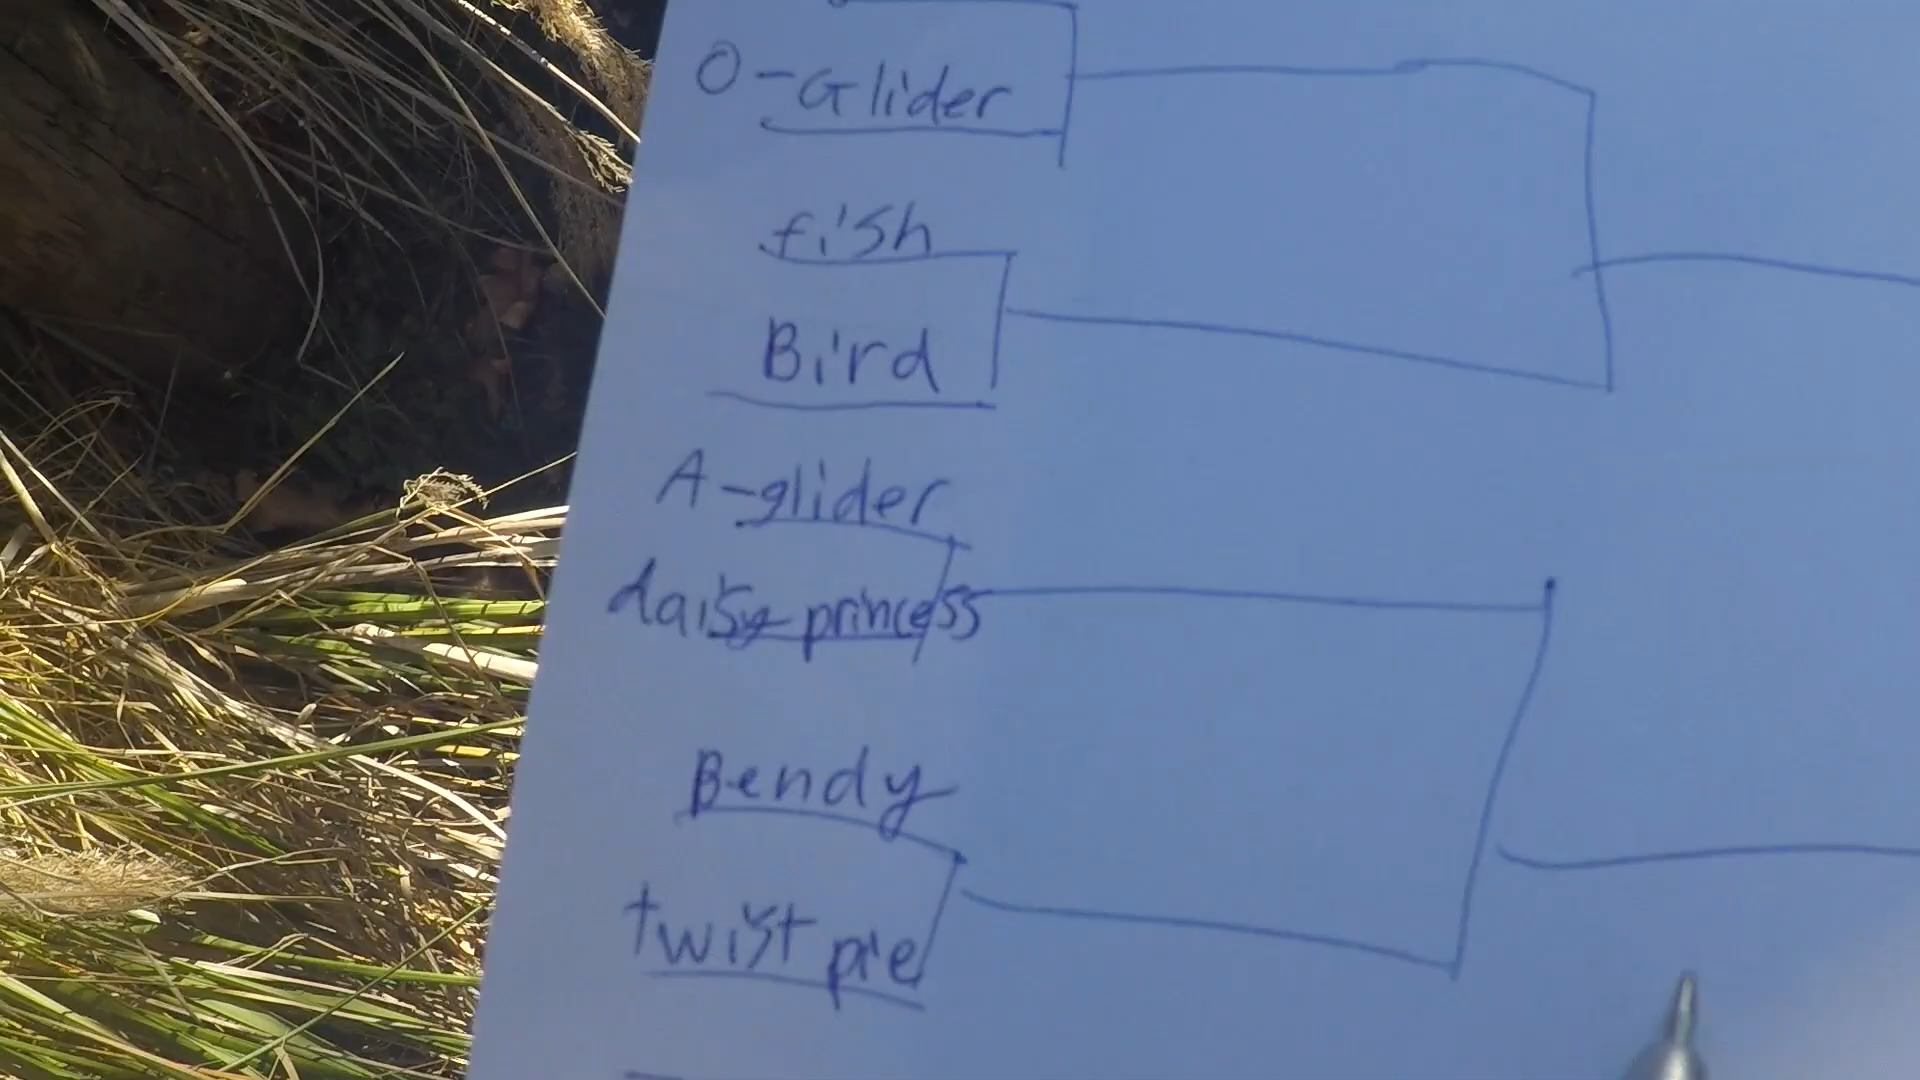 O-Glider
fish
Bird
A-glider
daisy princess
Bendy
twist pie